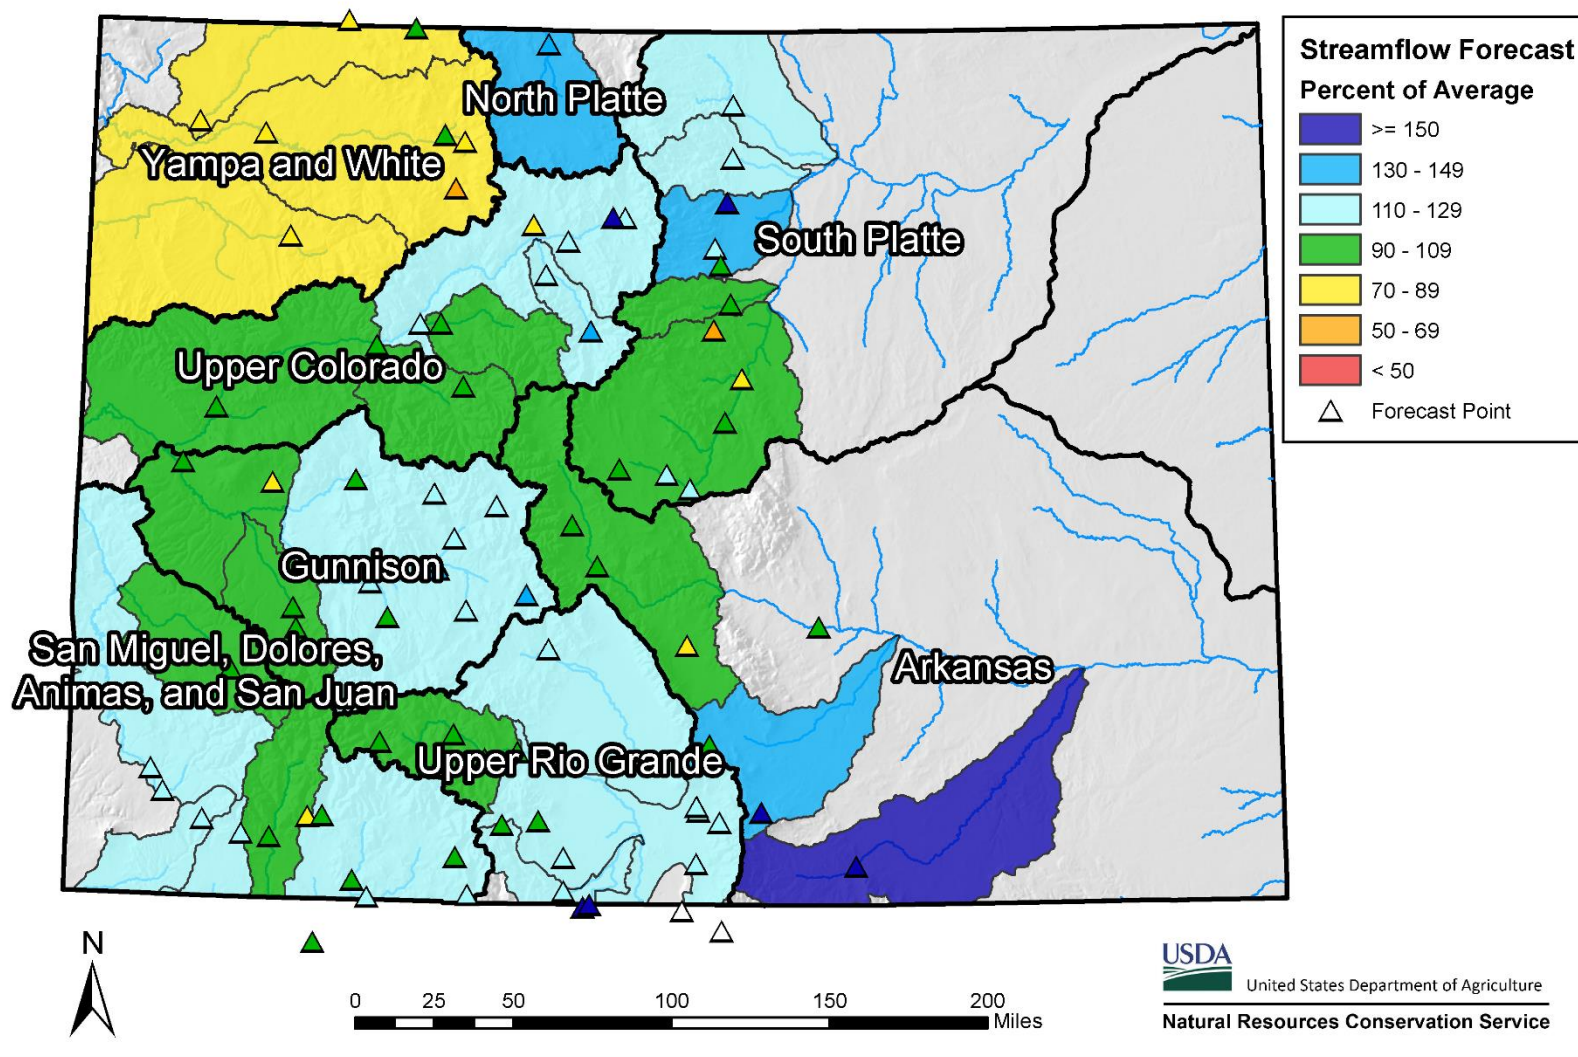 Streamflow Forecast
Percent of Average
>= 150
130 - 149
110 - 129
90 - 109
70 - 89
50 - 69
< 50
Forecast Point
North Platte
Yampa and White
South Platte
Upper Colorado
Gunnison
San Miguel, Dolores,
Animas, and San Juan
Arkansas
Upper Rio Grande
N
0 25 50 100 150 200
Miles
USDA
United States Department of Agriculture
Natural Resources Conservation Service